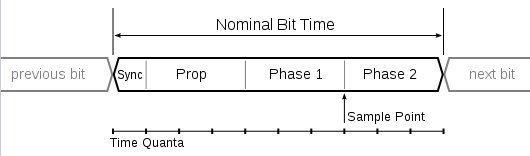 Nominal Bit Time
previous bit Sync Prop Phase 1 Phase 2 next bit
Sample Point
Time Quanta